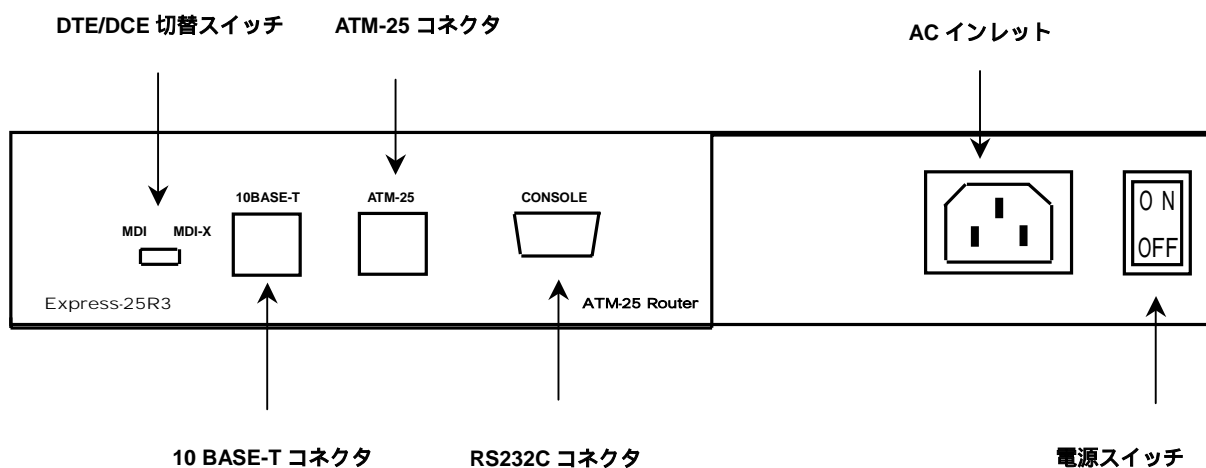 DTE/DCE 切替スイッチ
ATM-25 コネクタ
AC インレット
10BASE-T
ATM-25
CONSOLE
MDI
MDI-X
ON
OFF
Express-25R3
ATM-25 Router
10 BASE-T コネクタ
RS232C コネクタ
電源スイッチ